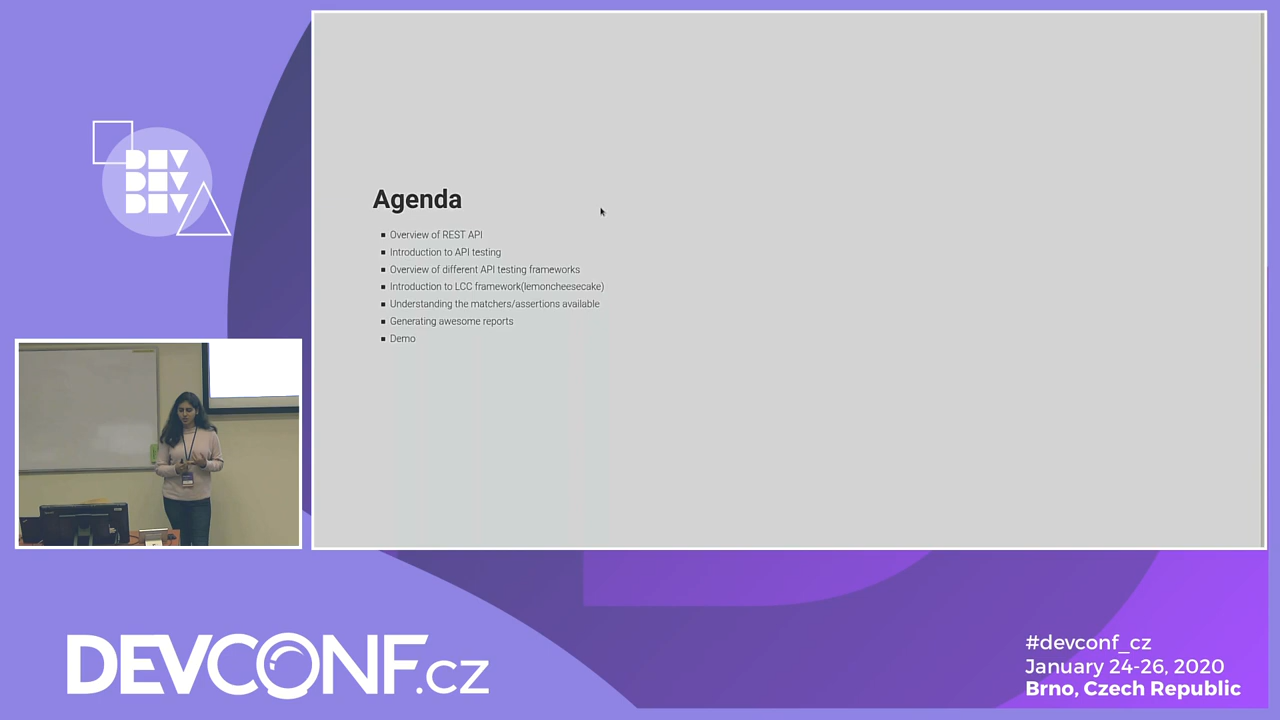 DEV
DEV
DEV
Agenda
Overview of REST API
Introduction to API testing
Overview of different API testing frameworks
Introduction to LCC framework(lemoncheesecake)
Understanding the matchers/assertions available
Generating awesome reports
Demo
DEVCONF.cz
#devconf_cz
January 24-26, 2020
Brno, Czech Republic